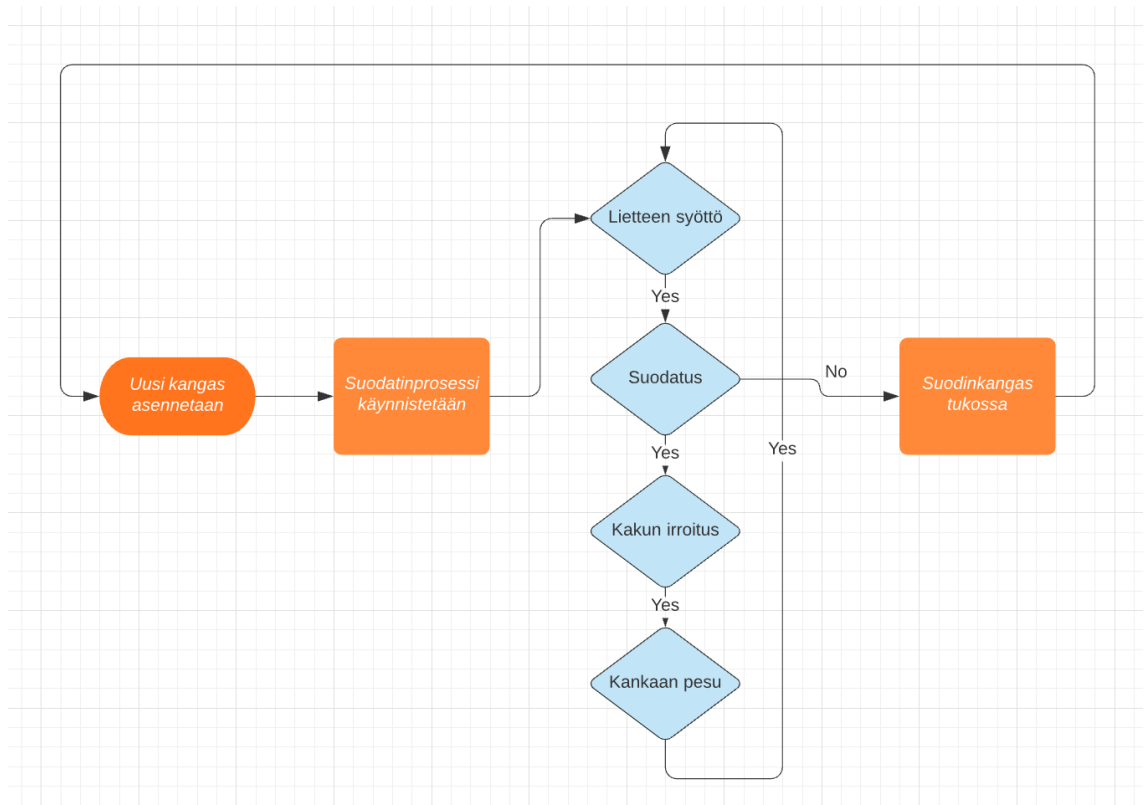 Lietteen syöttö
Yes
Uusi kangas
asennetaan
Suodatinprosessi
käynnistetään
Suodatus
No
Suodinkangas
tukossa
Yes
Yes
Kakun irroitus
Yes
Kankaan pesu